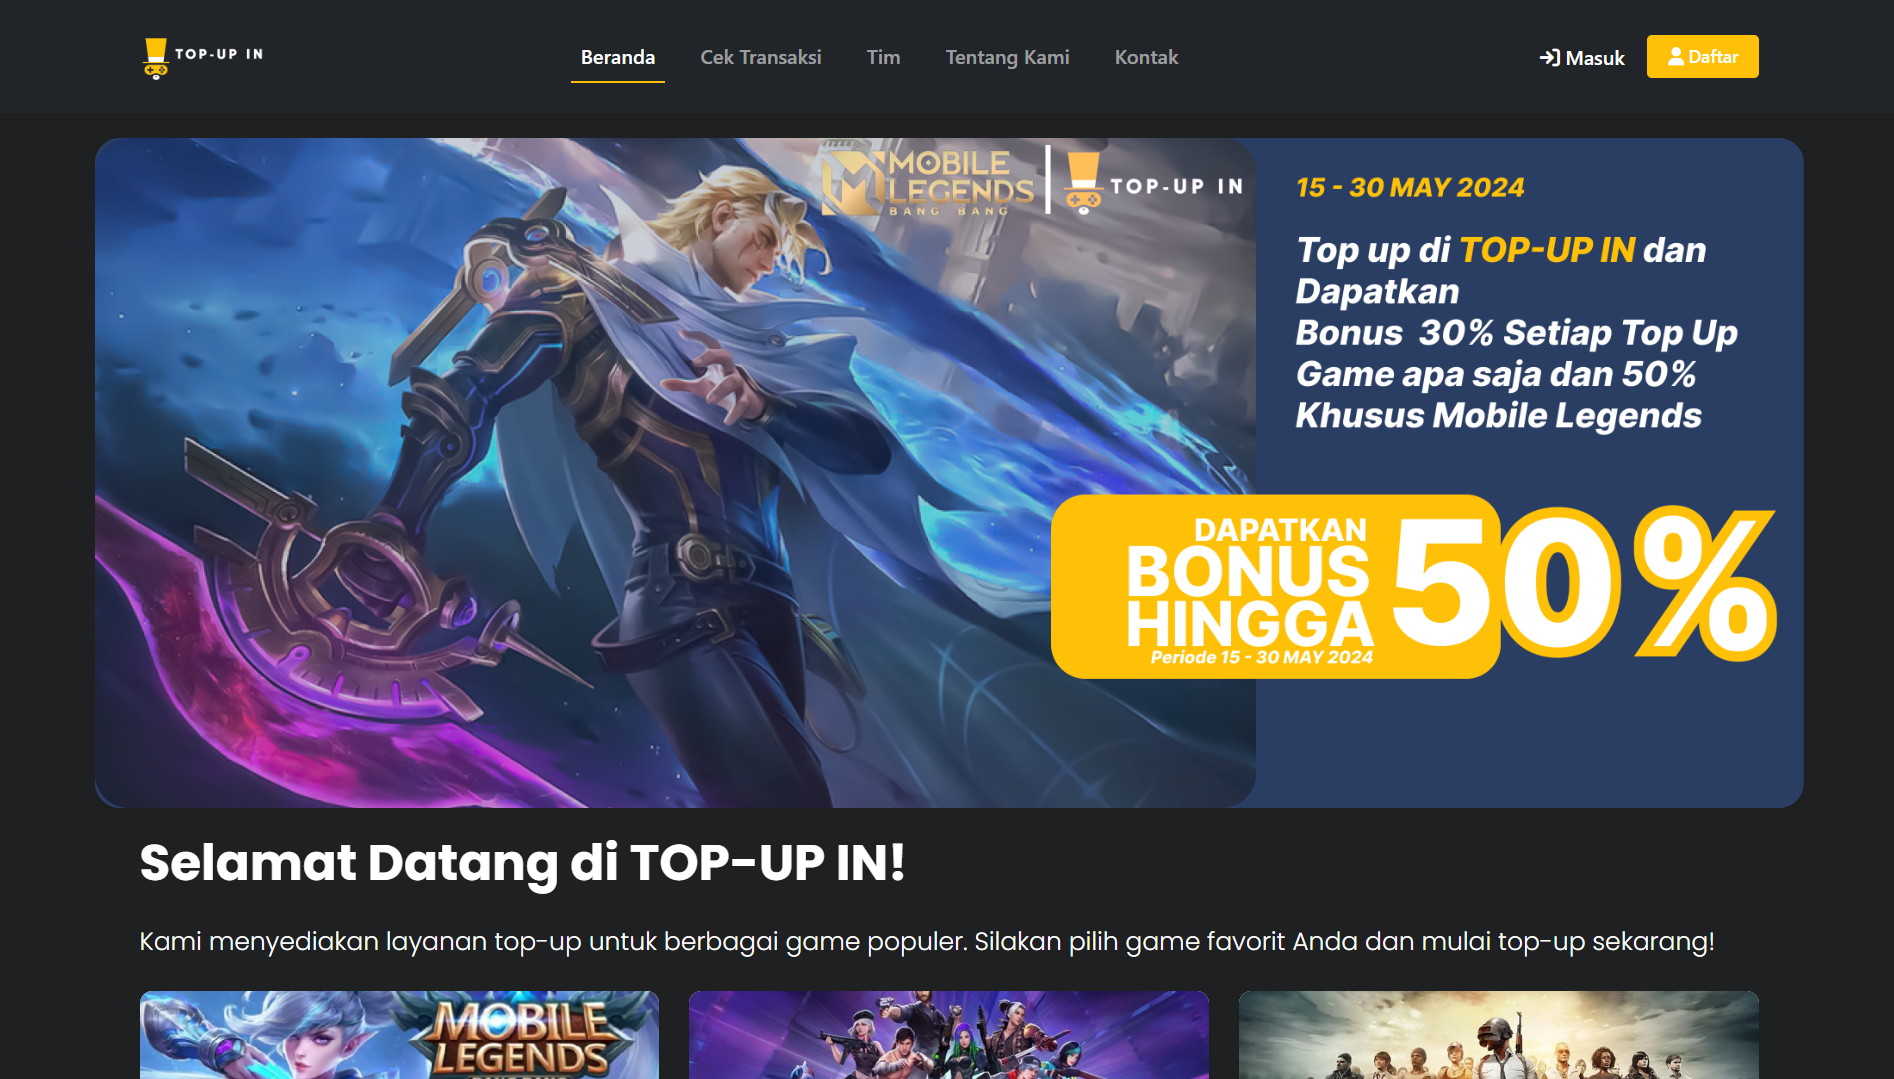 TOP-UP IN
Beranda
Cek Transaksi
Tim
Tentang Kami
Kontak
Masuk
Daftar
MOBILE
LEGENDS
BANG BANG
TOP-UP IN
15 - 30 MAY 2024
Top up di TOP-UP IN dan
Dapatkan
Bonus 30% Setiap Top Up
Game apa saja dan 50%
Khusus Mobile Legends
DAPATKAN
BONUS
HINGGA
50%
Periode 15 - 30 MAY 2024
Selamat Datang di TOP-UP IN!
Kami menyediakan layanan top-up untuk berbagai game populer. Silakan pilih game favorit Anda dan mulai top-up sekarang!
MOBILE
LEGENDS